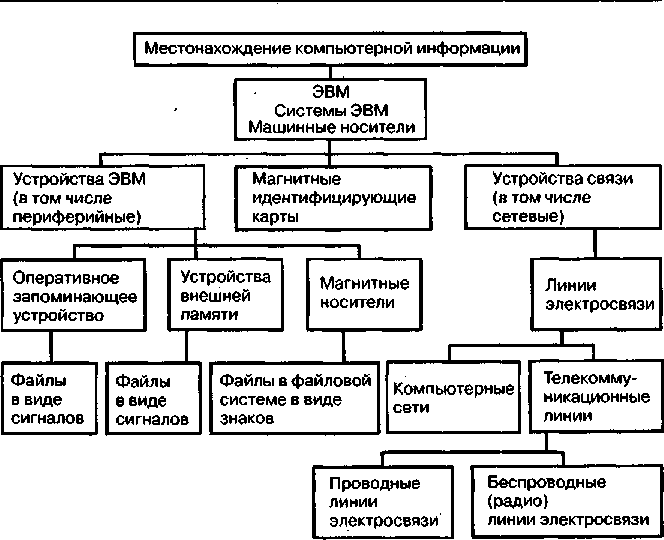 Местонахождение компьютерной информации
ЭВМ
Системы ЭВМ
Машинные носители
Устройства ЭВМ
(в том числе
периферийные)
Магнитные
идентифицирующие
карты
Устройства связи
(в том числе
сетевые)
Оперативное
запоминающее
устройство
Устройства
внешней
памяти
Магнитные
носители
Линии
электросвязи
Файлы
в виде
сигналов
Файлы
в виде
сигналов
Файлы в файловой
системе в виде
знаков
Компьютерные
сети
Телекомму-
никационные
линии
Проводные
линии
электросвязи
Беспроводные
(радио)
линии электросвязи